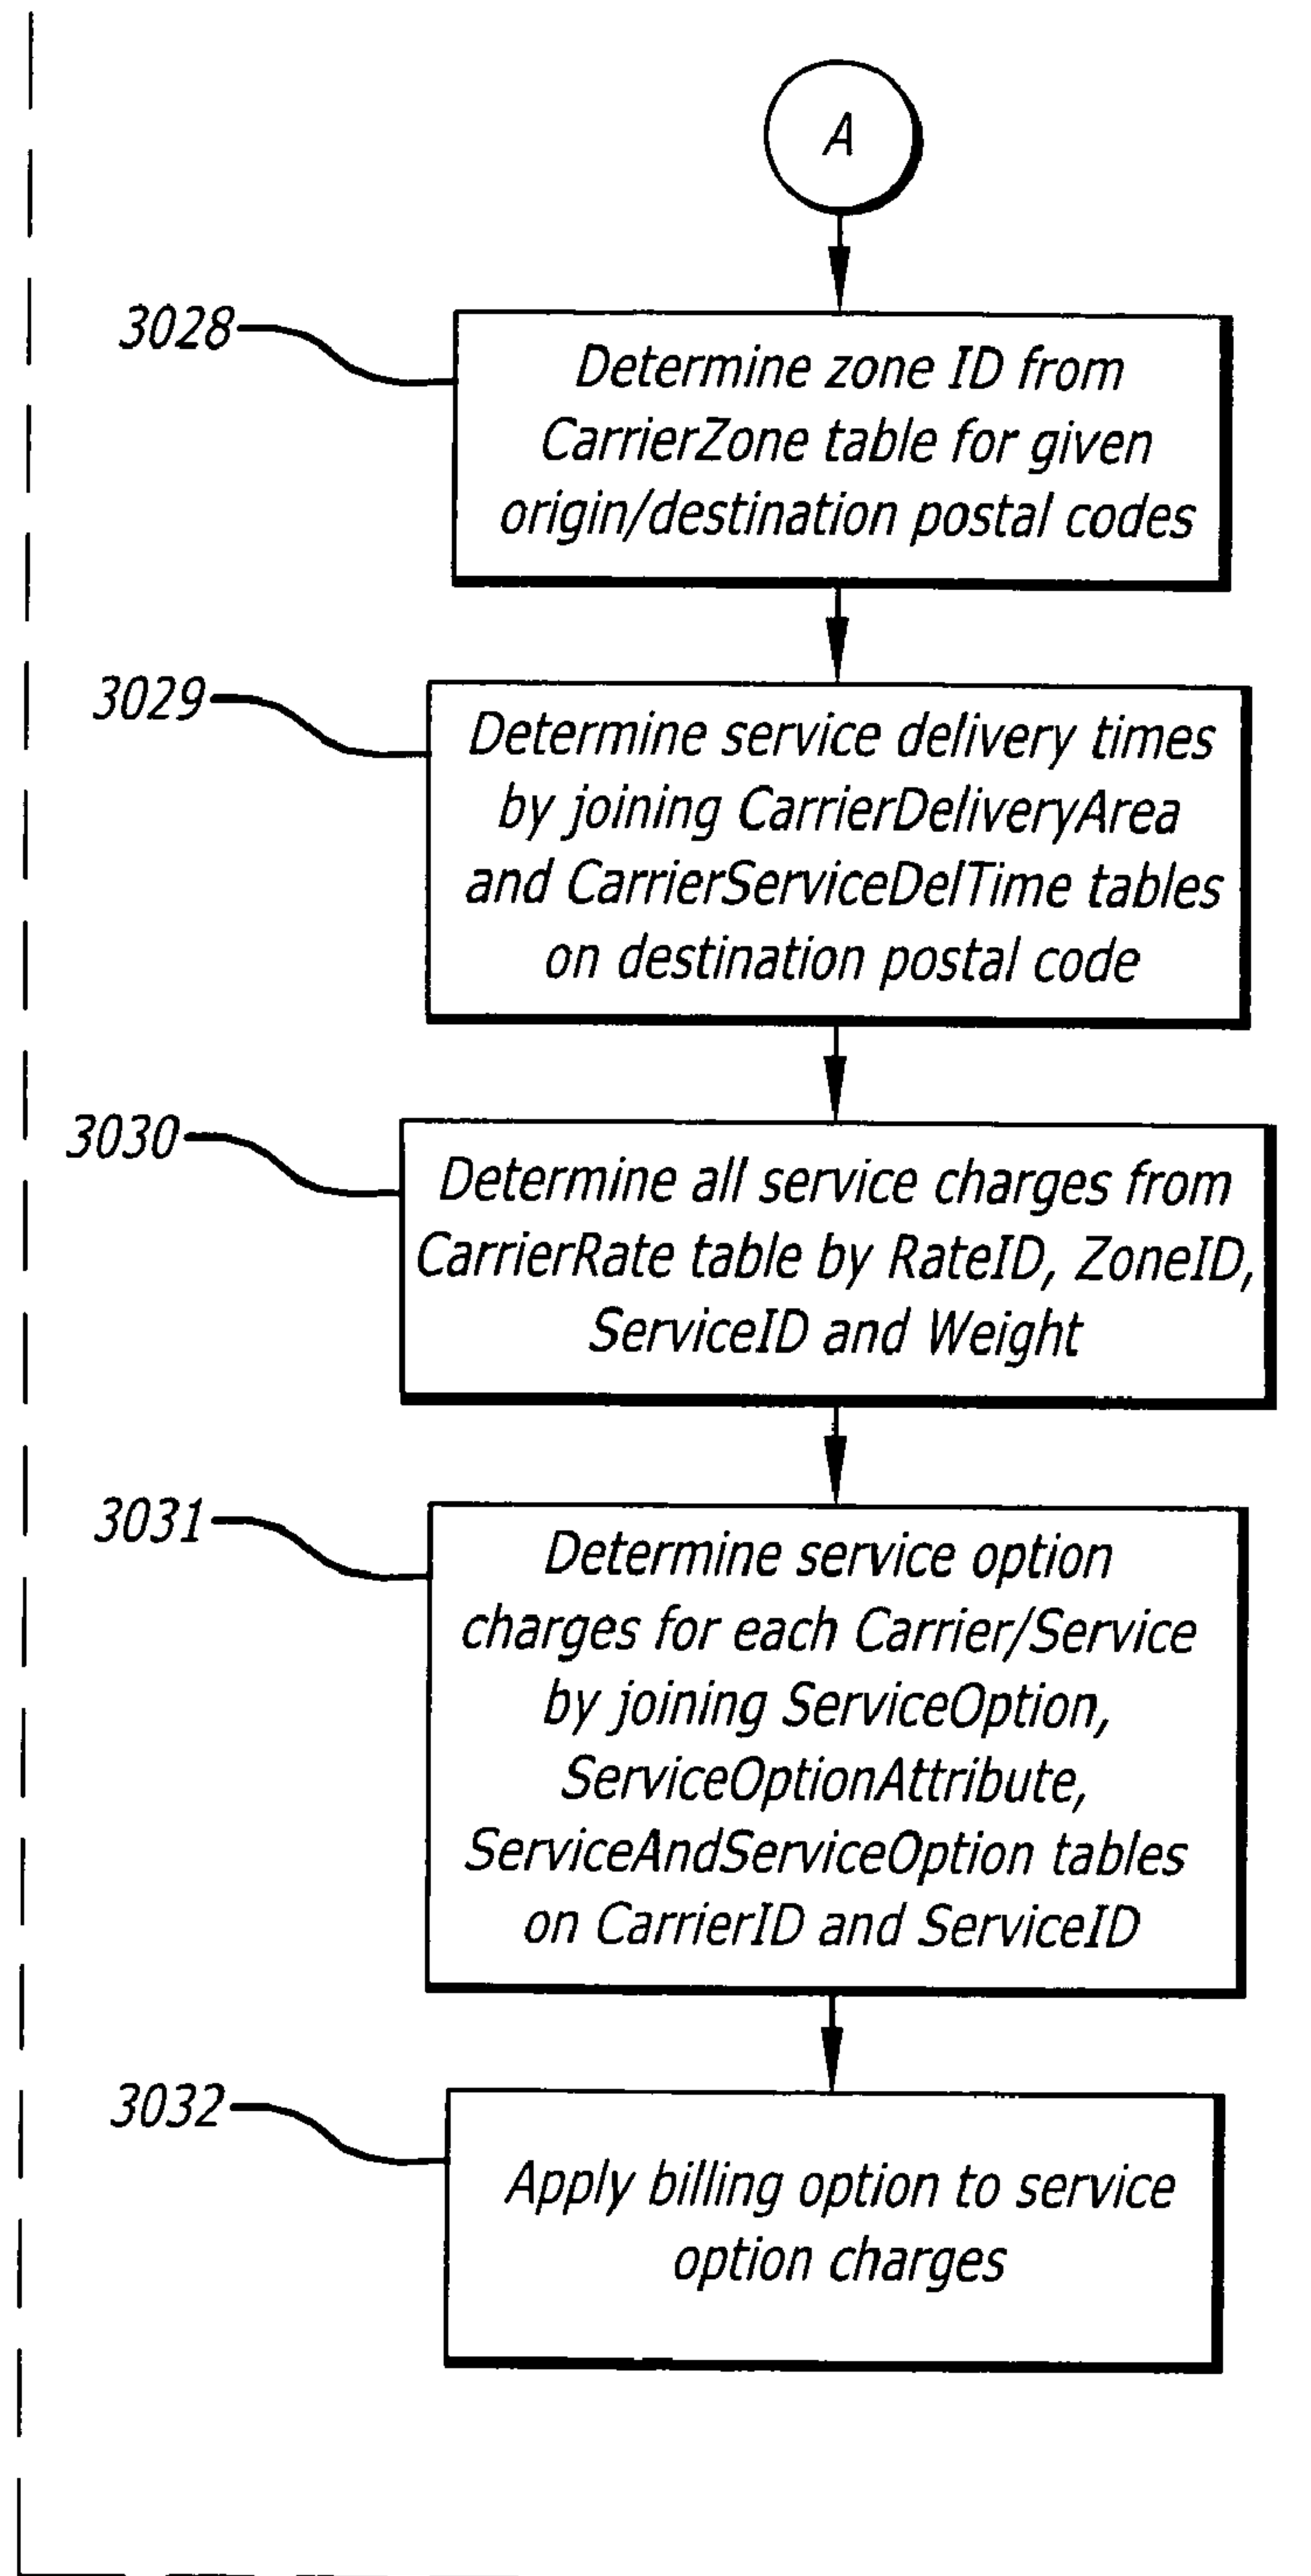 A
3028
Determine zone ID from
CarrierZone table for given
origin/destination postal codes
3029
Determine service delivery times
by joining CarrierDeliveryArea
and CarrierServiceDelTime tables
on destination postal code
3030
Determine all service charges from
CarrierRate table by RateID, ZoneID,
ServiceID and Weight
3031
Determine service option
charges for each Carrier/Service
by joining ServiceOption,
ServiceOptionAttribute,
ServiceAndServiceOption tables
on CarrierID and ServiceID
3032
Apply billing option to service
option charges